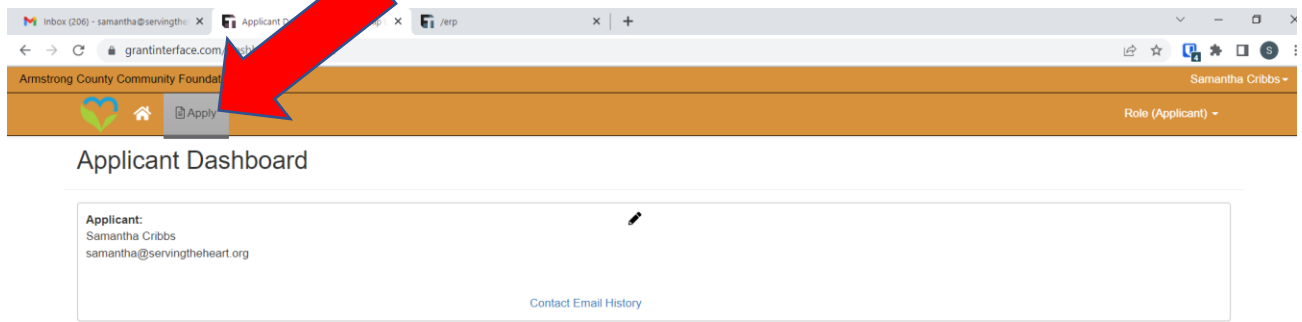 Inbox (206) - samantha@servingthe
Applicant
/erp
grantinterface.com/
4
S
Armstrong County Community
Samantha Cribbs
Apply
Role (Applicant)
Applicant Dashboard
Applicant:
Samantha Cribbs
samantha@servingtheheart.org
Contact Email History